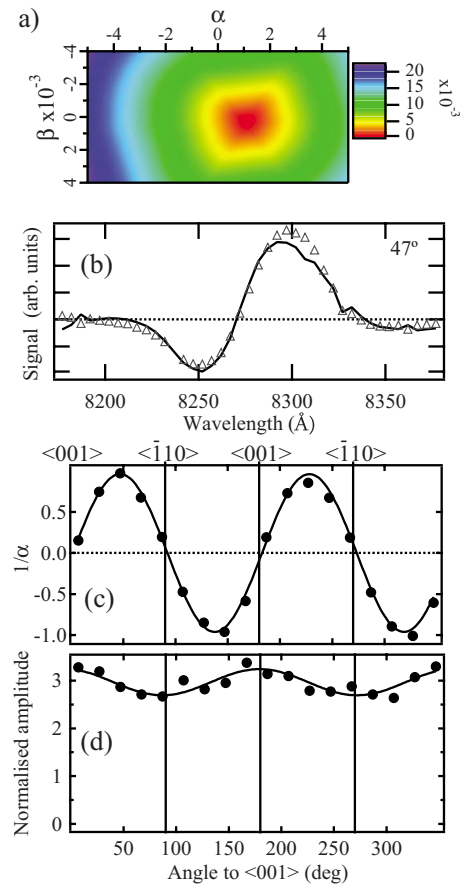 a)
α
-4 -2 0 2 4
β x10⁻³
-4
-2
0
2
4
20
15
10
5
0
x10⁻³
(b)
47º
Signal (arb. units)
8200 8250 8300 8350
Wavelength (Å)
<001> <1̄10> <001> <1̄10>
1/α
0.5
0.0
-0.5
-1.0
(c)
Normalised amplitude
3
2
1
0
(d)
50 100 150 200 250 300
Angle to <001> (deg)